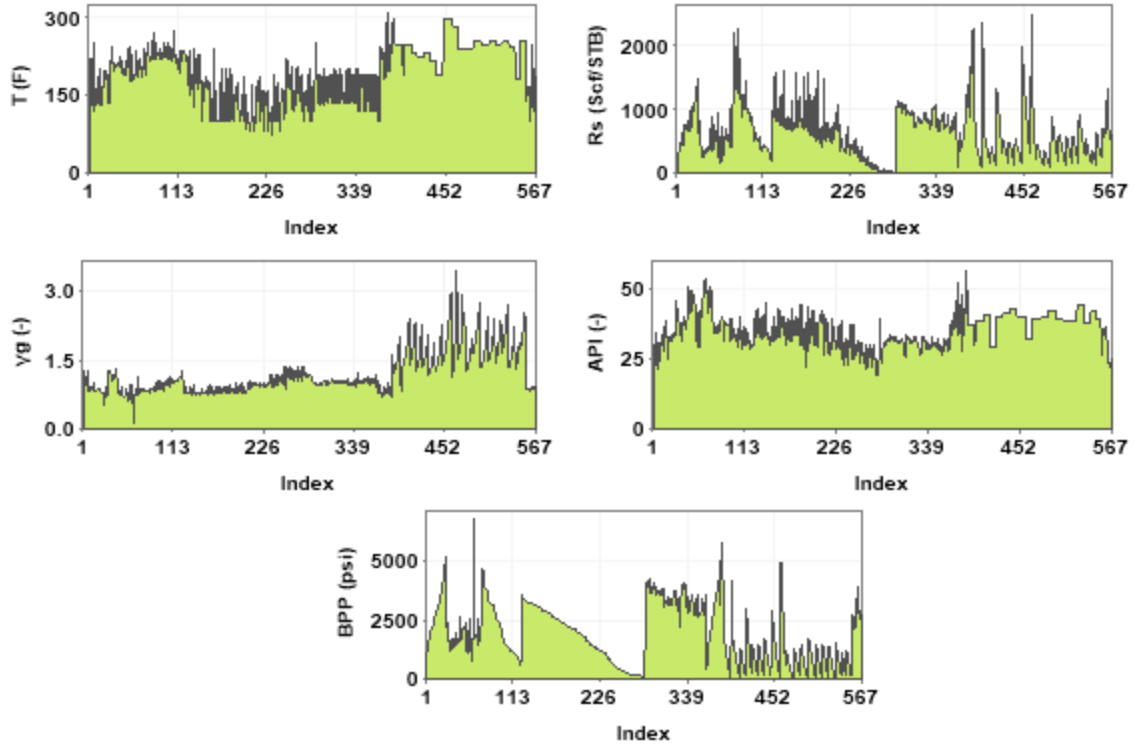 T (F)
300
150
0
1 113 226 339 452 567
Index
Rs (Scf/STB)
2000
1000
0
1 113 226 339 452 567
Index
γg (-)
3.0
1.5
0.0
1 113 226 339 452 567
Index
API (-)
50
25
0
1 113 226 339 452 567
Index
BPP (psi)
5000
2500
0
1 113 226 339 452 567
Index